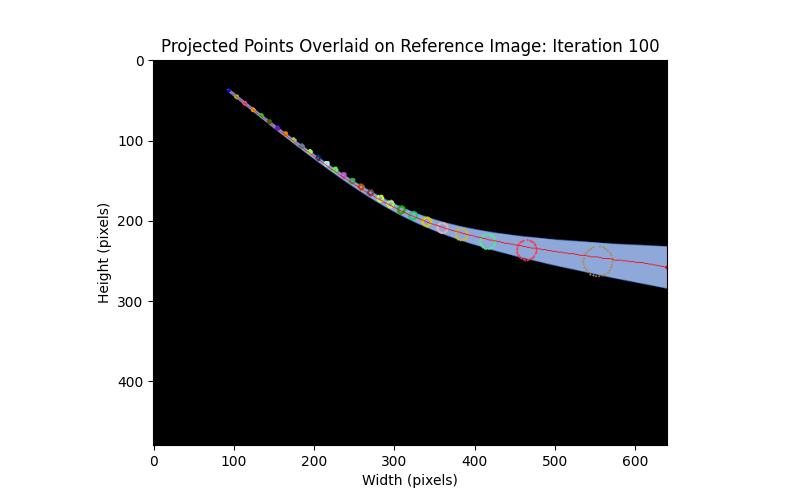 Projected Points Overlaid on Reference Image: Iteration 100
0
100
200
300
400
Height (pixels)
0 100 200 300 400 500 600
Width (pixels)